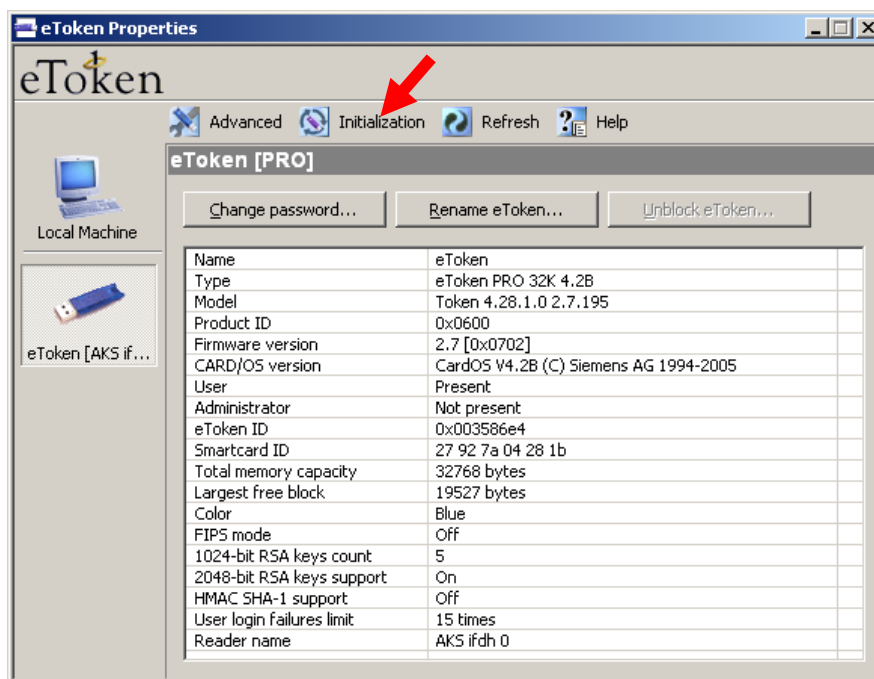 eToken Properties
eToken
Advanced Initialization Refresh Help
eToken [PRO]
Change password... Rename eToken... Unblock eToken...
Local Machine
eToken [AKS if...
Name eToken
Type eToken PRO 32K 4.2B
Model Token 4.28.1.0 2.7.195
Product ID 0x0600
Firmware version 2.7 [0x0702]
CARD/OS version CardOS V4.2B (C) Siemens AG 1994-2005
User Present
Administrator Not present
eToken ID 0x003586e4
Smartcard ID 27 92 7a 04 28 1b
Total memory capacity 32768 bytes
Largest free block 19527 bytes
Color Blue
FIPS mode Off
1024-bit RSA keys count 5
2048-bit RSA keys support On
HMAC SHA-1 support Off
User login failures limit 15 times
Reader name AKS ifdh 0